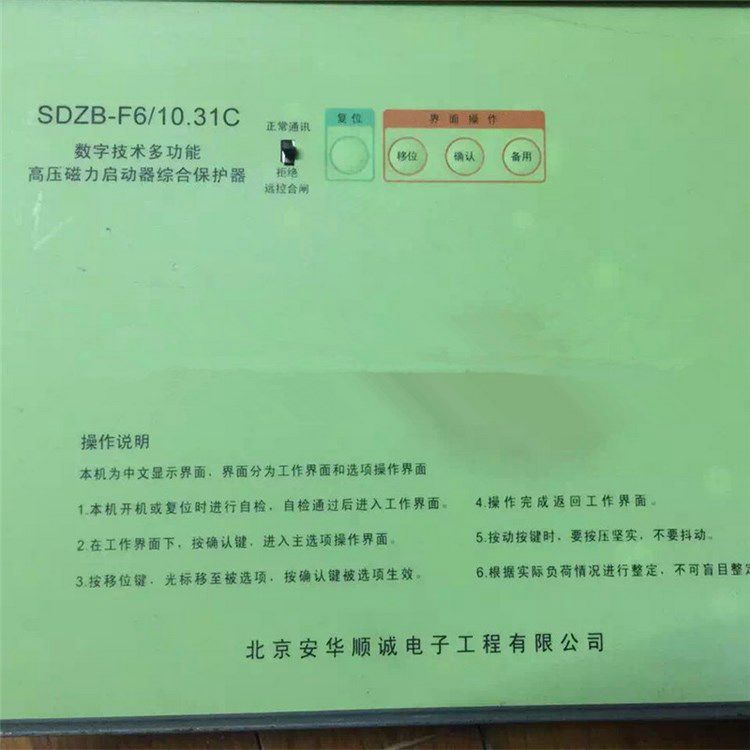 SDZB-F6/10.31C
数字技术多功能
高压磁力启动器综合保护器
正常通讯
拒绝
远控合闸
复位
界面操作
移位
确认
备用
操作说明
本机为中文显示界面、界面分为工作界面和选项操作界面
1.本机开机或复位时进行自检，自检通过后进入工作界面。
2.在工作界面下，按确认键，进入主选项操作界面。
3.按移位键，光标移至被选项，按确认键被选项生效。
4.操作完成返回工作界面。
5.按动按键时，要按压坚实，不要抖动。
6.根据实际负荷情况进行整定，不可盲目整定
北京安华顺诚电子工程有限公司